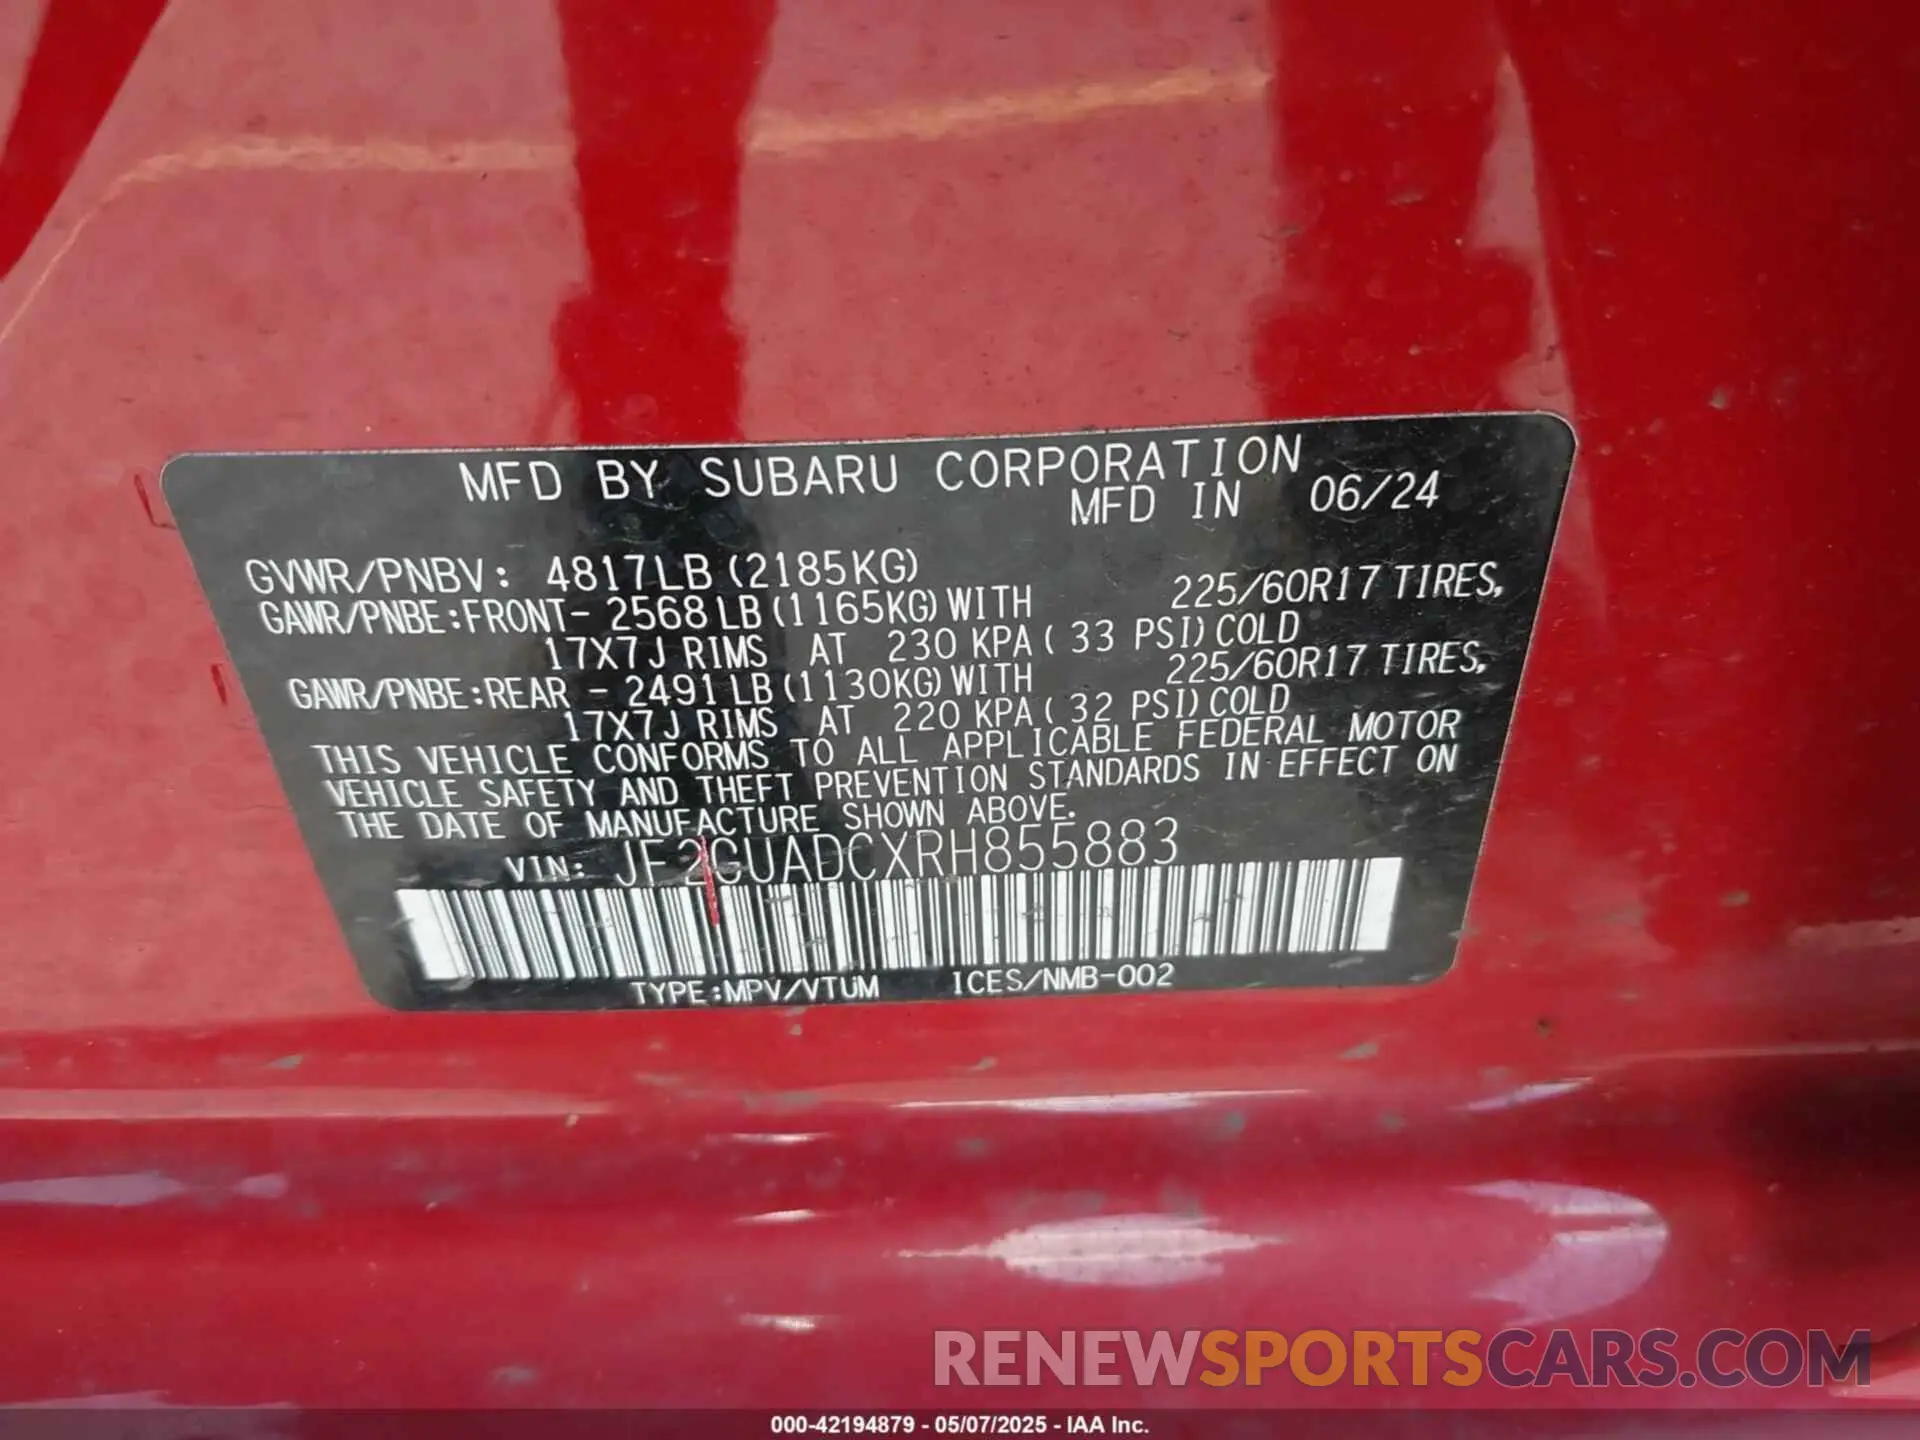 MFD BY SUBARU CORPORATION
MFD IN 06/24
GVWR/PNBV: 4817LB (2185KG)
GAWR/PNBE:FRONT- 2568LB (1165KG) WITH 225/60R17 TIRES,
17X7J RIMS AT 230 KPA ( 33 PSI) COLD
GAWR/PNBE:REAR - 2491LB (1130KG) WITH 225/60R17 TIRES,
17X7J RIMS AT 220 KPA ( 32 PSI) COLD
THIS VEHICLE CONFORMS TO ALL APPLICABLE FEDERAL MOTOR
VEHICLE SAFETY AND THEFT PREVENTION STANDARDS IN EFFECT ON
THE DATE OF MANUFACTURE SHOWN ABOVE.
VIN: JF2GUADCXRH855883
TYPE:MPV/VTUM ICES/NMB-002
RENEWSPORTSCARS.COM
000-42194879 - 05/07/2025 - IAA Inc.